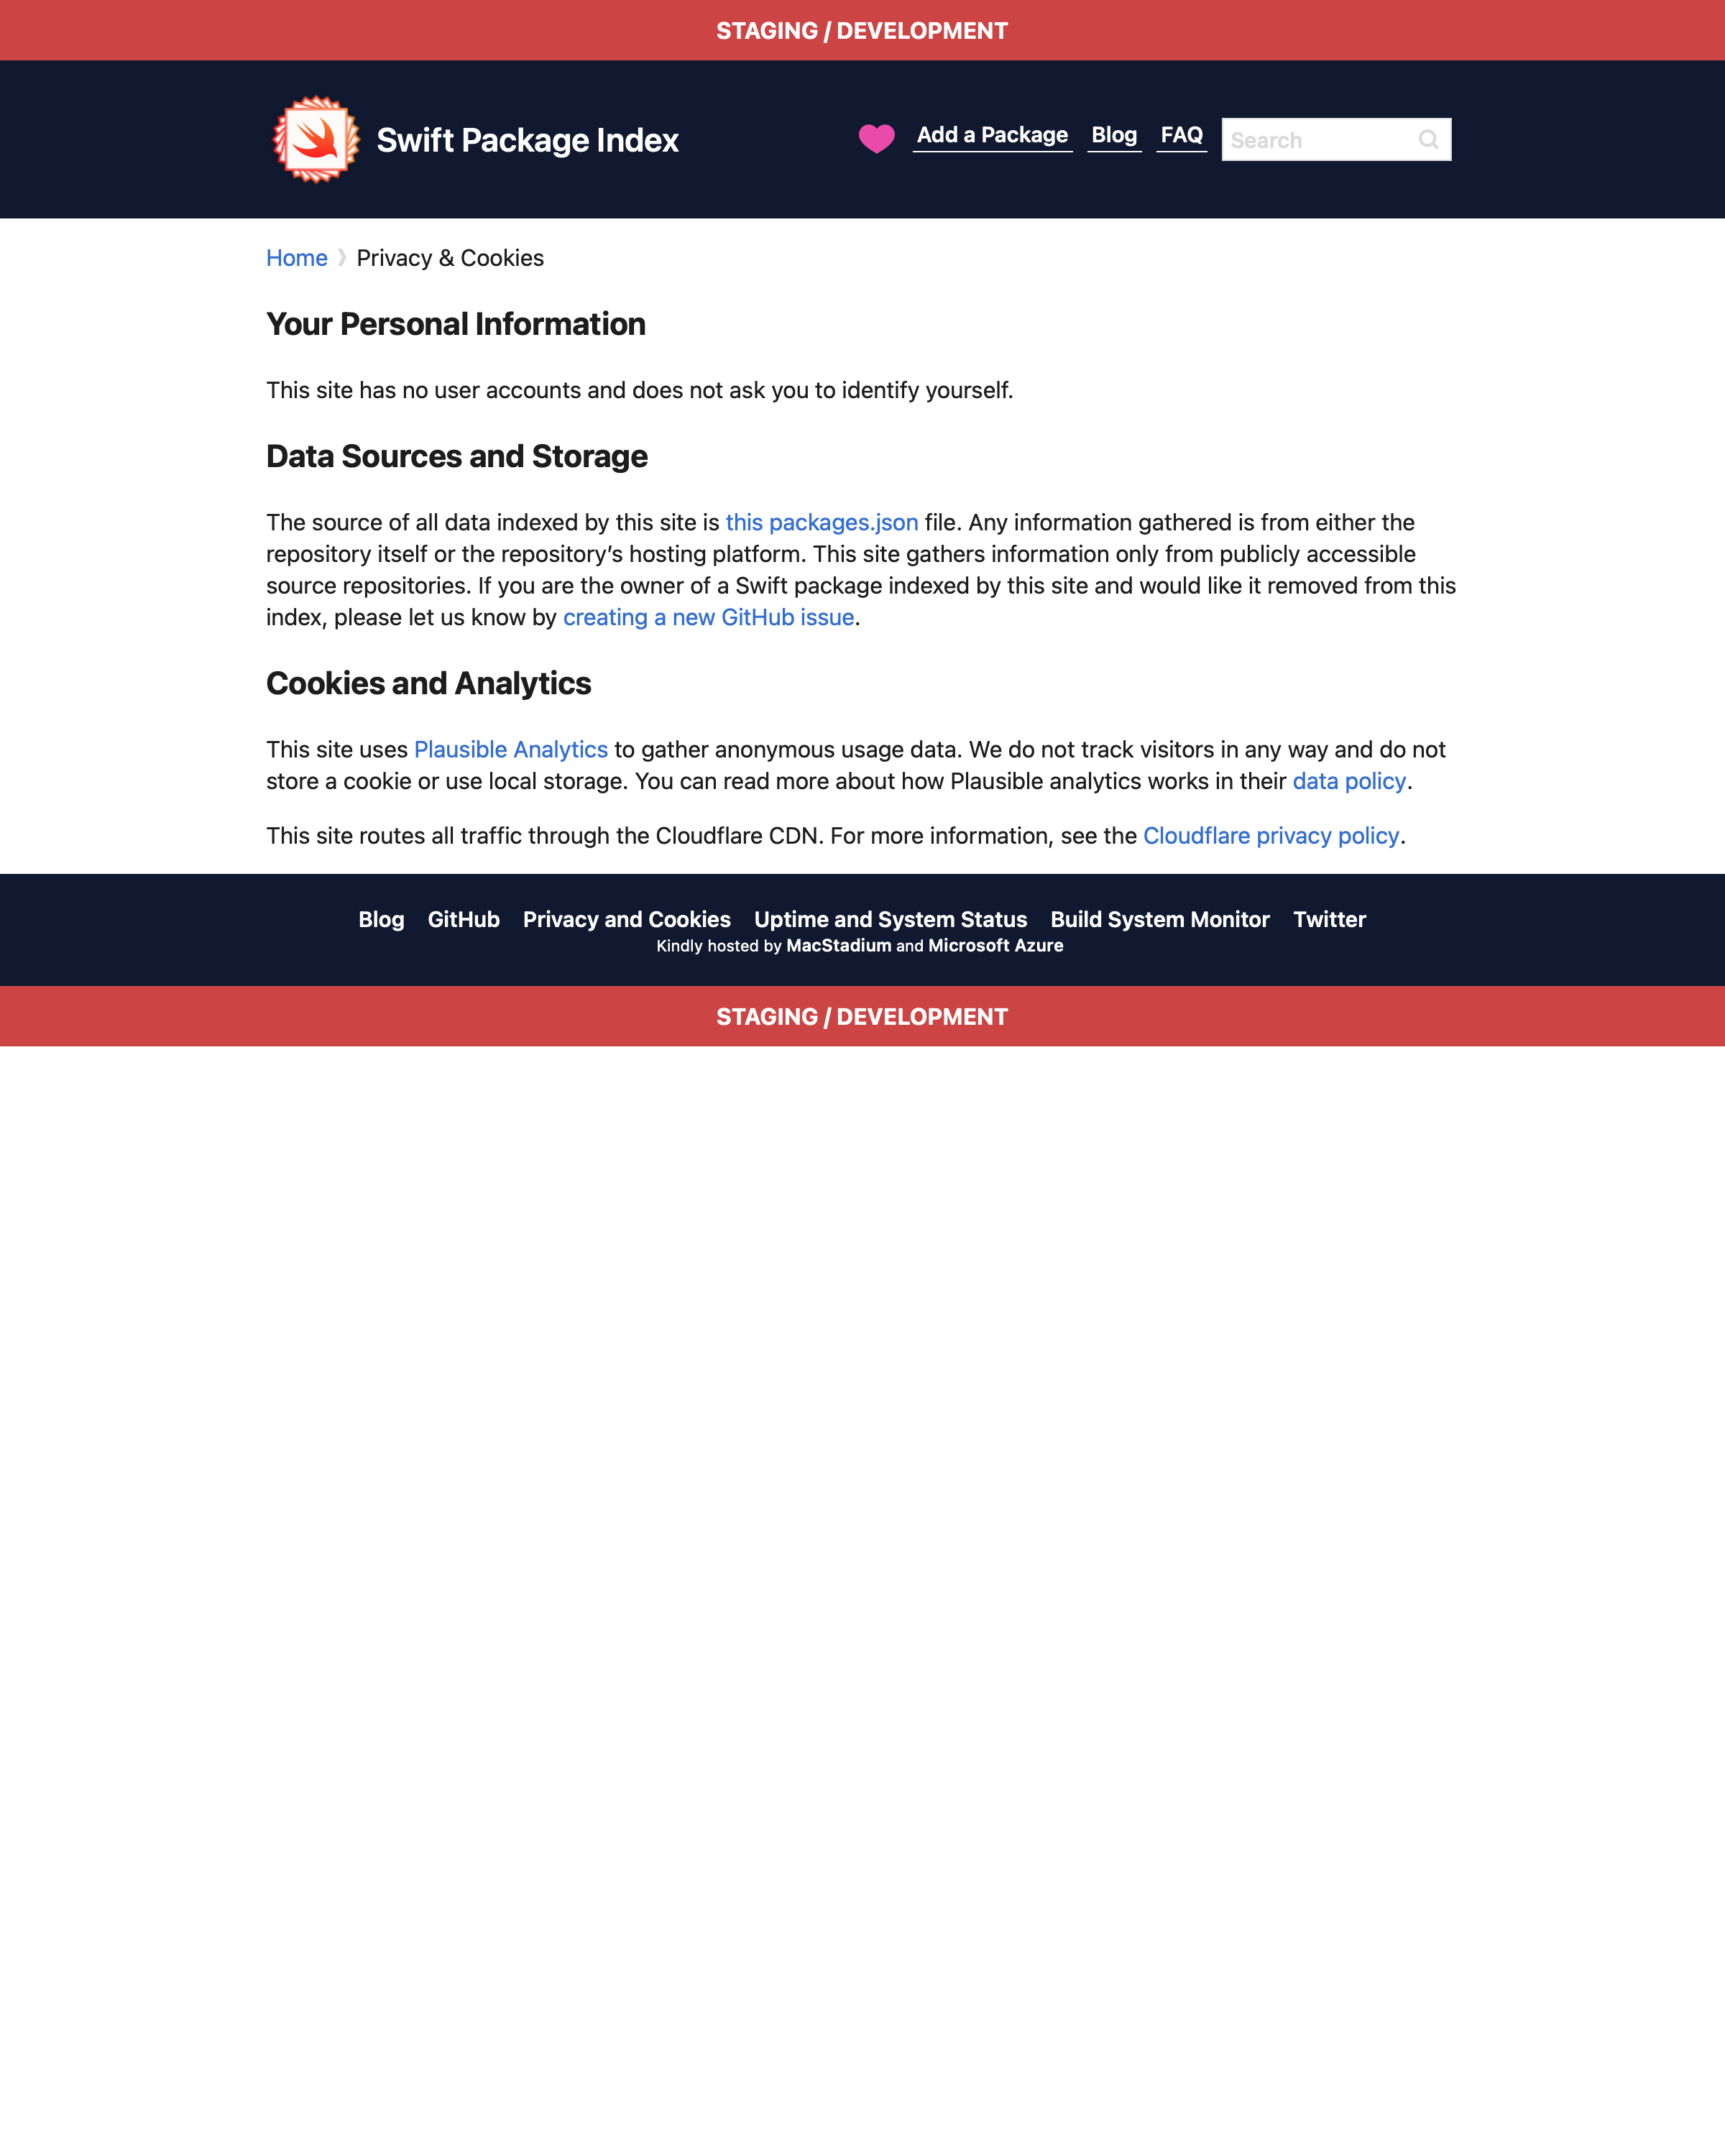 STAGING / DEVELOPMENT
Swift Package Index
Add a Package
Blog
FAQ
Search
Home ❱ Privacy & Cookies
Your Personal Information
This site has no user accounts and does not ask you to identify yourself.
Data Sources and Storage
The source of all data indexed by this site is this packages.json file. Any information gathered is from either the
repository itself or the repository’s hosting platform. This site gathers information only from publicly accessible
source repositories. If you are the owner of a Swift package indexed by this site and would like it removed from this
index, please let us know by creating a new GitHub issue.
Cookies and Analytics
This site uses Plausible Analytics to gather anonymous usage data. We do not track visitors in any way and do not
store a cookie or use local storage. You can read more about how Plausible analytics works in their data policy.
This site routes all traffic through the Cloudflare CDN. For more information, see the Cloudflare privacy policy.
Blog GitHub Privacy and Cookies Uptime and System Status Build System Monitor Twitter
Kindly hosted by MacStadium and Microsoft Azure
STAGING / DEVELOPMENT